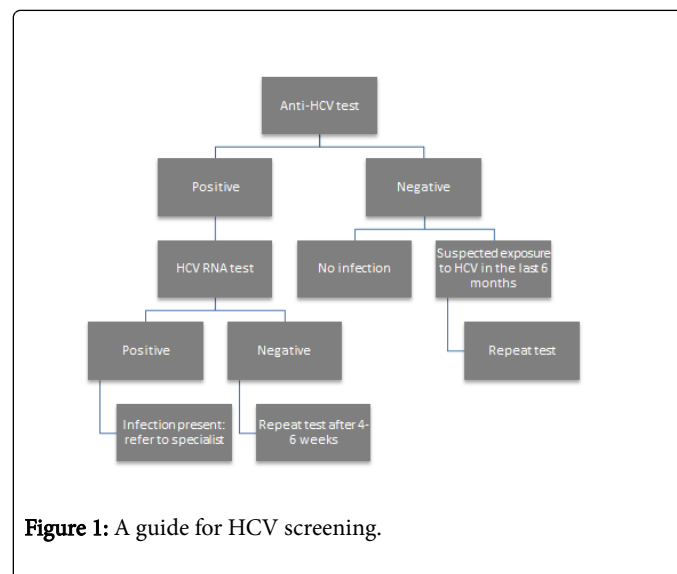 Anti-HCV test
Positive
Negative
HCV RNA test
No infection
Suspected exposure
to HCV in the last 6
months
Positive
Negative
Repeat test
Infection present:
refer to specialist
Repeat test after 4-
6 weeks
Figure 1: A guide for HCV screening.